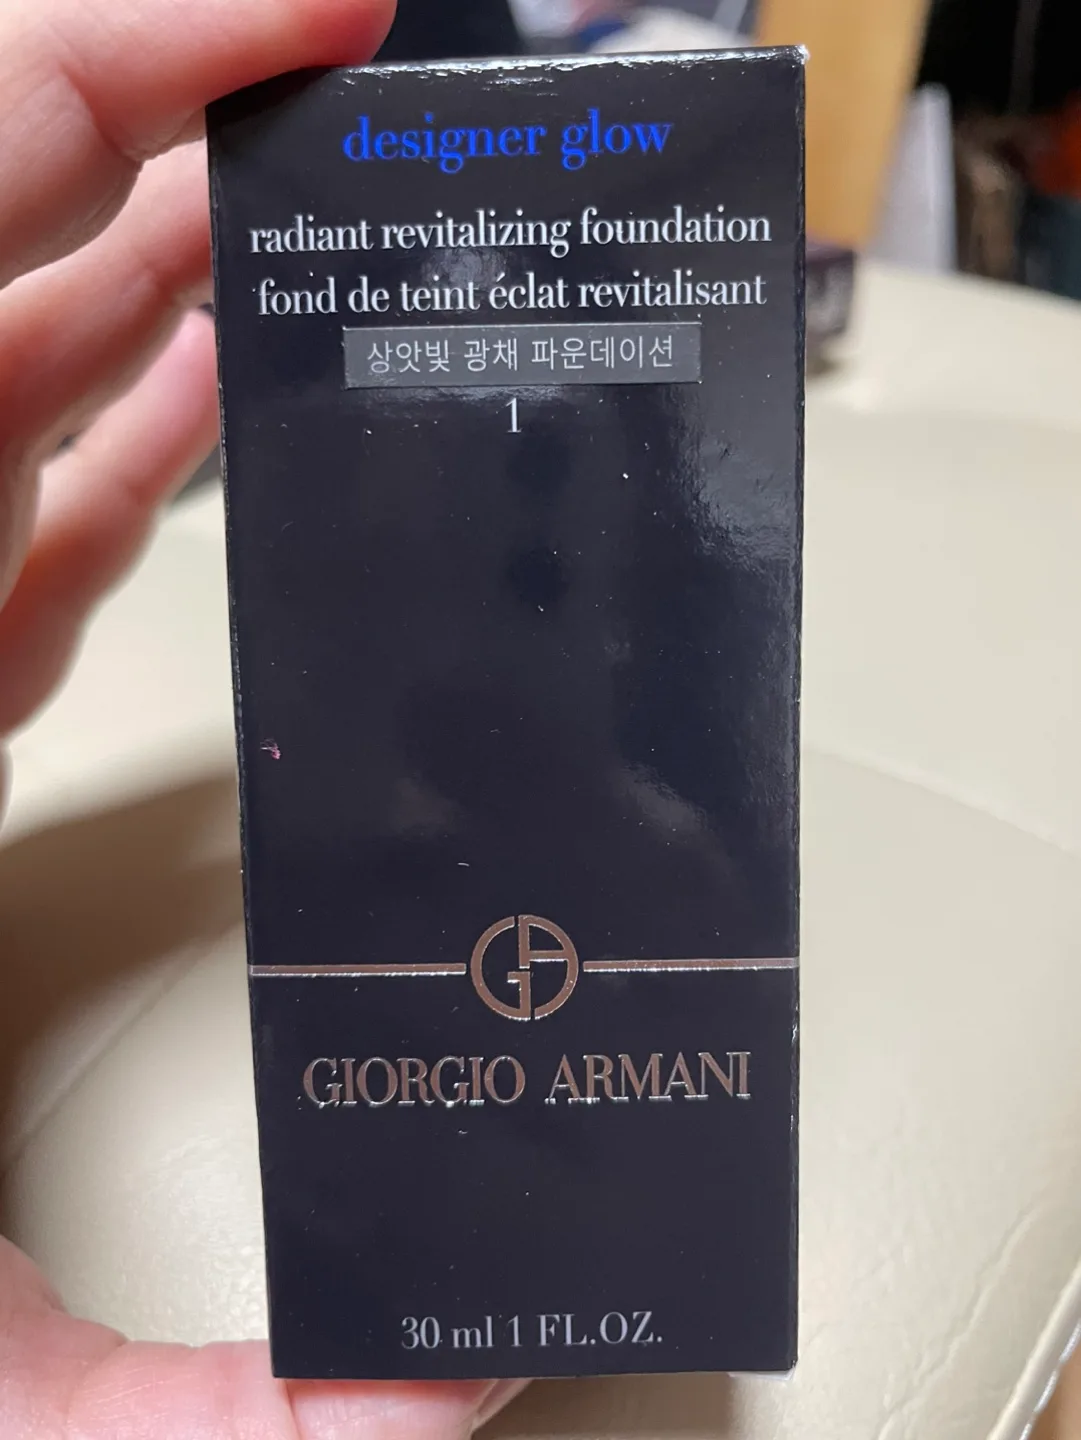 designer glow
radiant revitalizing foundation
fond de teint éclat revitalisant
상앗빛 광채 파운데이션
1
GA
GIORGIO ARMANI
30 ml 1 FL.OZ.